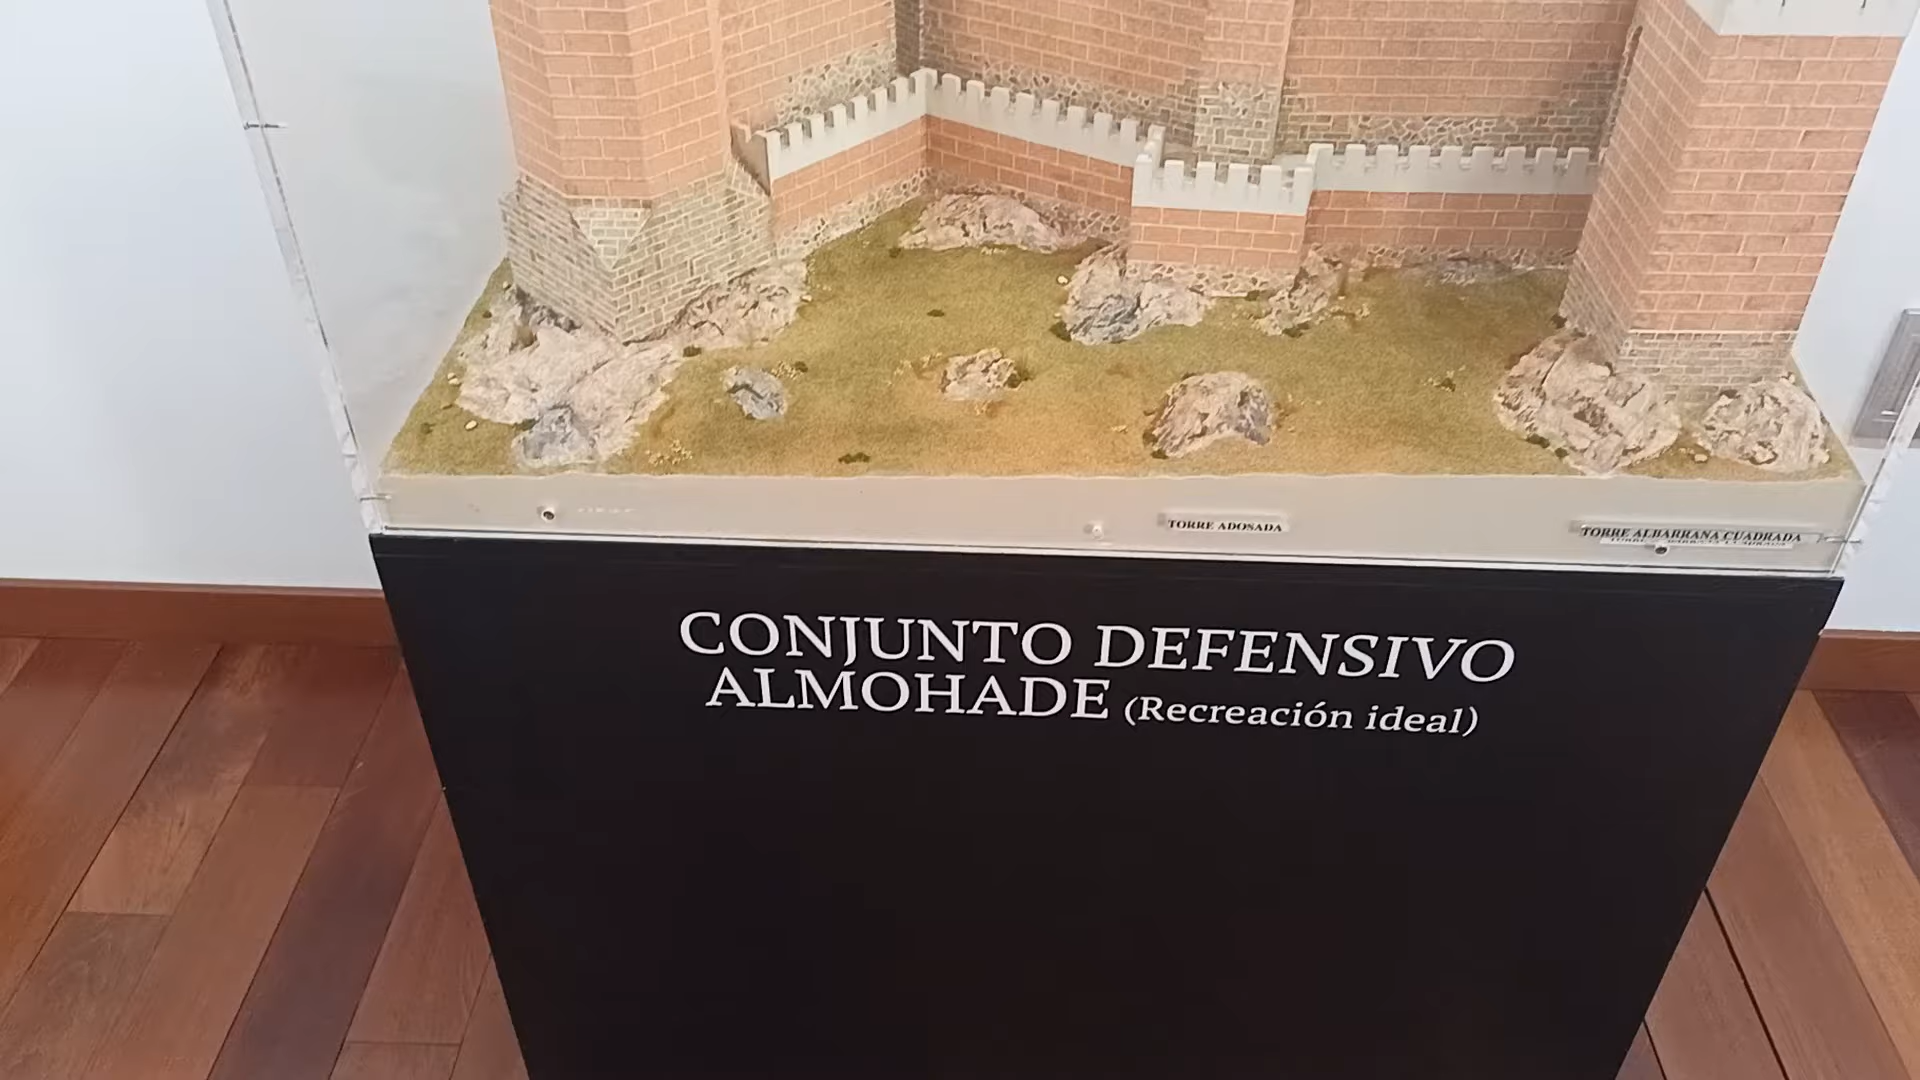 TORRE ADOSADA
TORRE ALBARRANA CUADRADA
CONJUNTO DEFENSIVO
ALMOHADE (Recreación ideal)